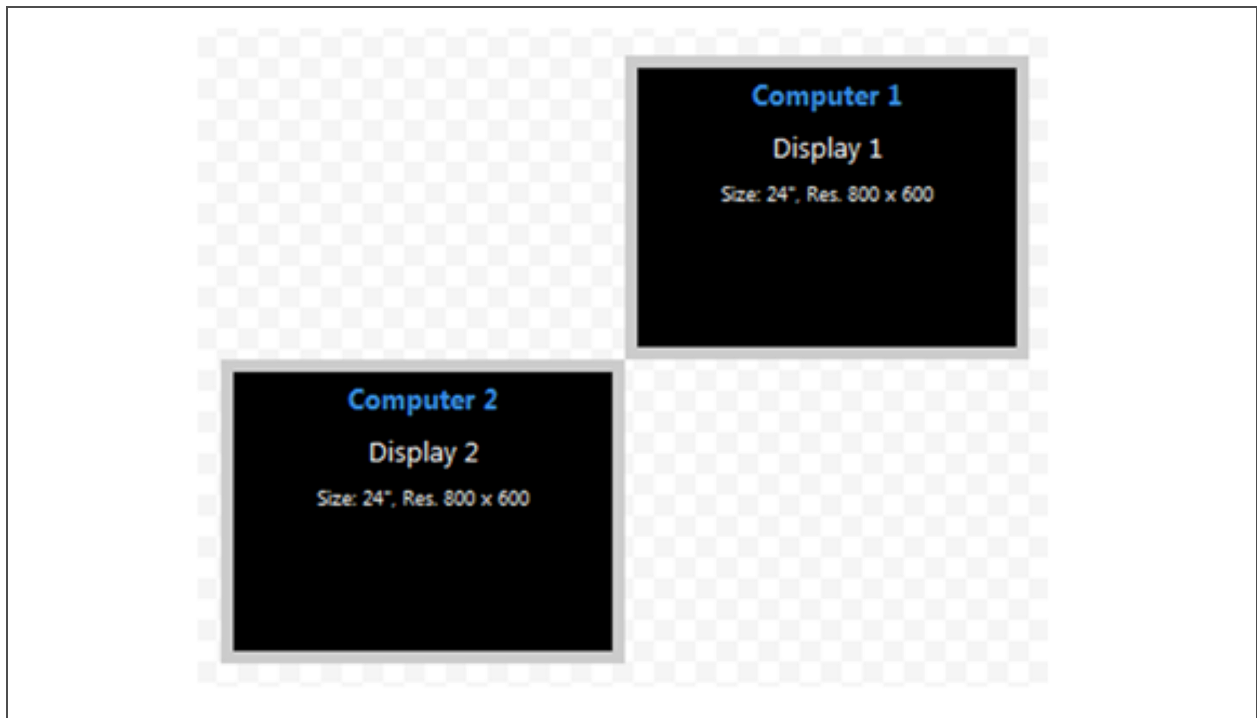 Computer 1
Display 1
Size: 24", Res. 800 x 600
Computer 2
Display 2
Size: 24", Res. 800 x 600